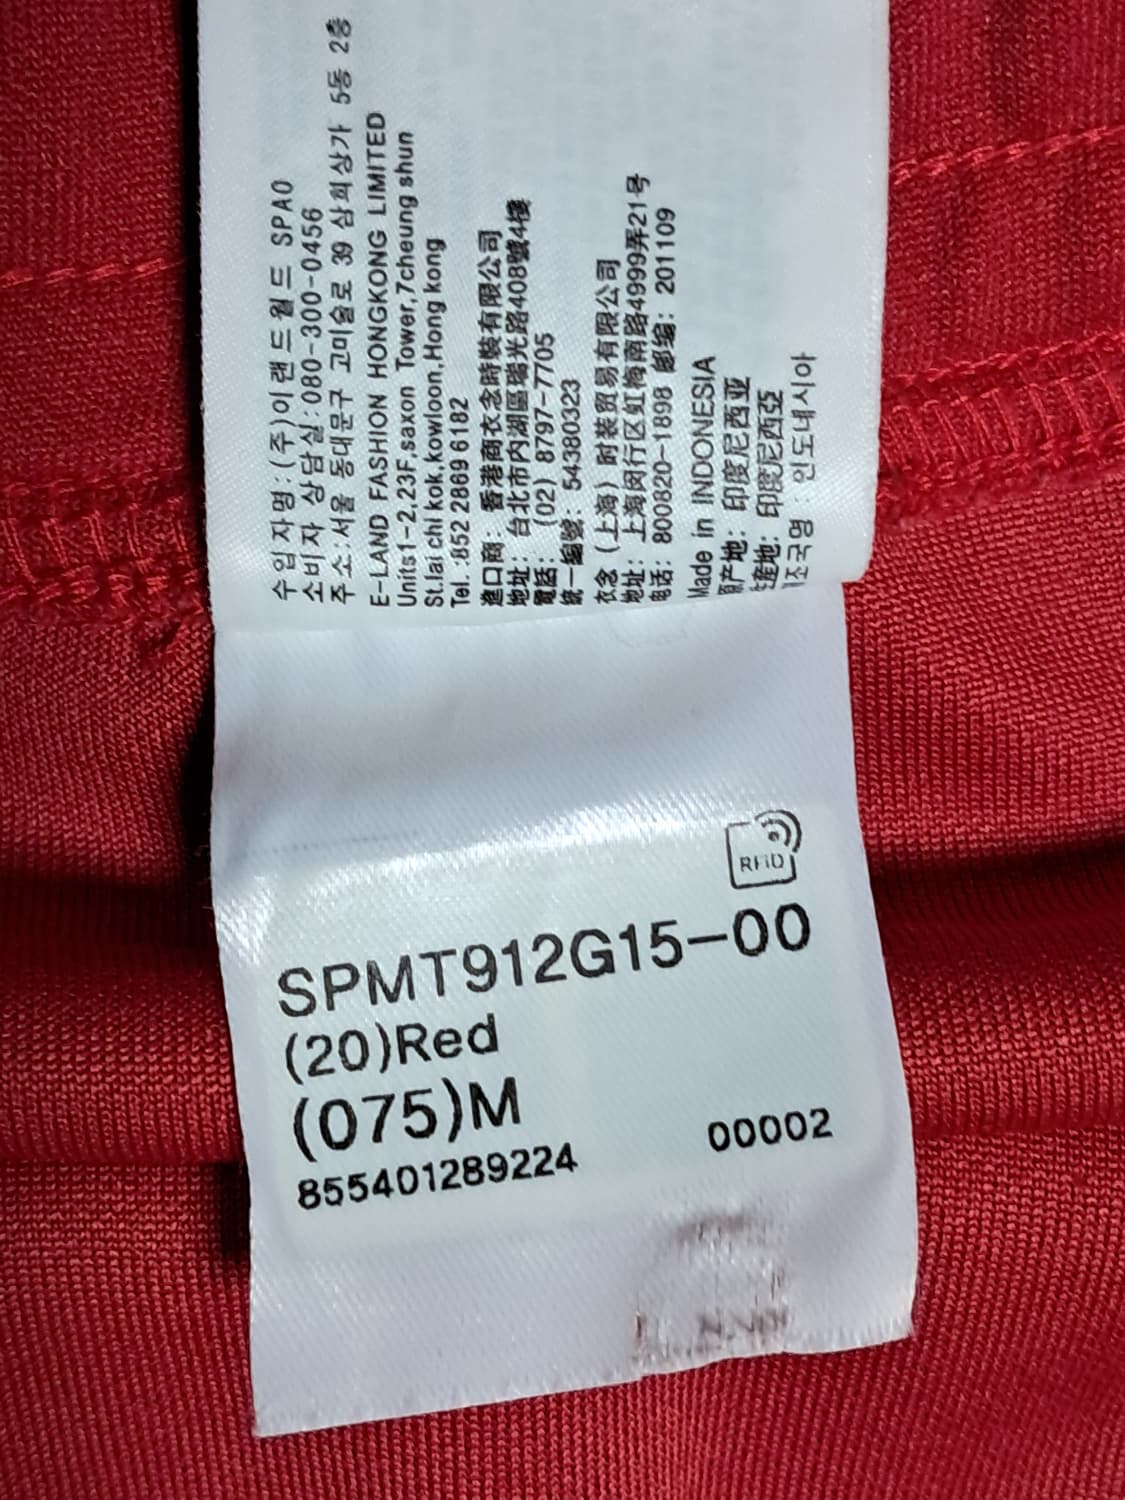 수입자명:(주)이랜드월드 SPAO
소비자 상담실:080-300-0456
주소:서울 동대문구 고미술로 39 삼희상가 5동 2층
E-LAND FASHION HONGKONG LIMITED
Units1-2,23F,saxon Tower,7cheung shun
St.lai chi kok,kowloon,Hong kong
Tel.:852 2869 6182
進口商: 香港商衣念時裝有限公司
地址: 台北市內湖區瑞光路408號4樓
電話: (02) 8797-7705
統一編號: 54380323
衣念 (上海) 时装贸易有限公司
地址: 上海闵行区虹梅南路4999弄21号
电话: 800820-1898 邮编: 201109
Made in INDONESIA
原产地: 印度尼西亚
生產地: 印度尼西亞
제조국명: 인도네시아
RFID
SPMT912G15-00
(20)Red
(075)M
855401289224 00002